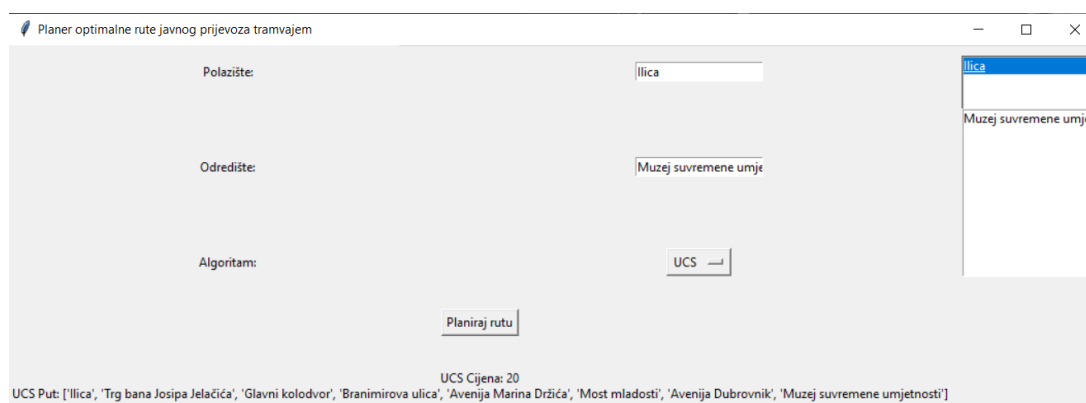 Planer optimalne rute javnog prijevoza tramvajem
Polazište:
Ilica
Ilica
Muzej suvremene umje
Odredište:
Muzej suvremene umje
Algoritam:
UCS
Planiraj rutu
UCS Cijena: 20
UCS Put: ['Ilica', 'Trg bana Josipa Jelačića', 'Glavni kolodvor', 'Branimirova ulica', 'Avenija Marina Držića', 'Most mladosti', 'Avenija Dubrovnik', 'Muzej suvremene umjetnosti']